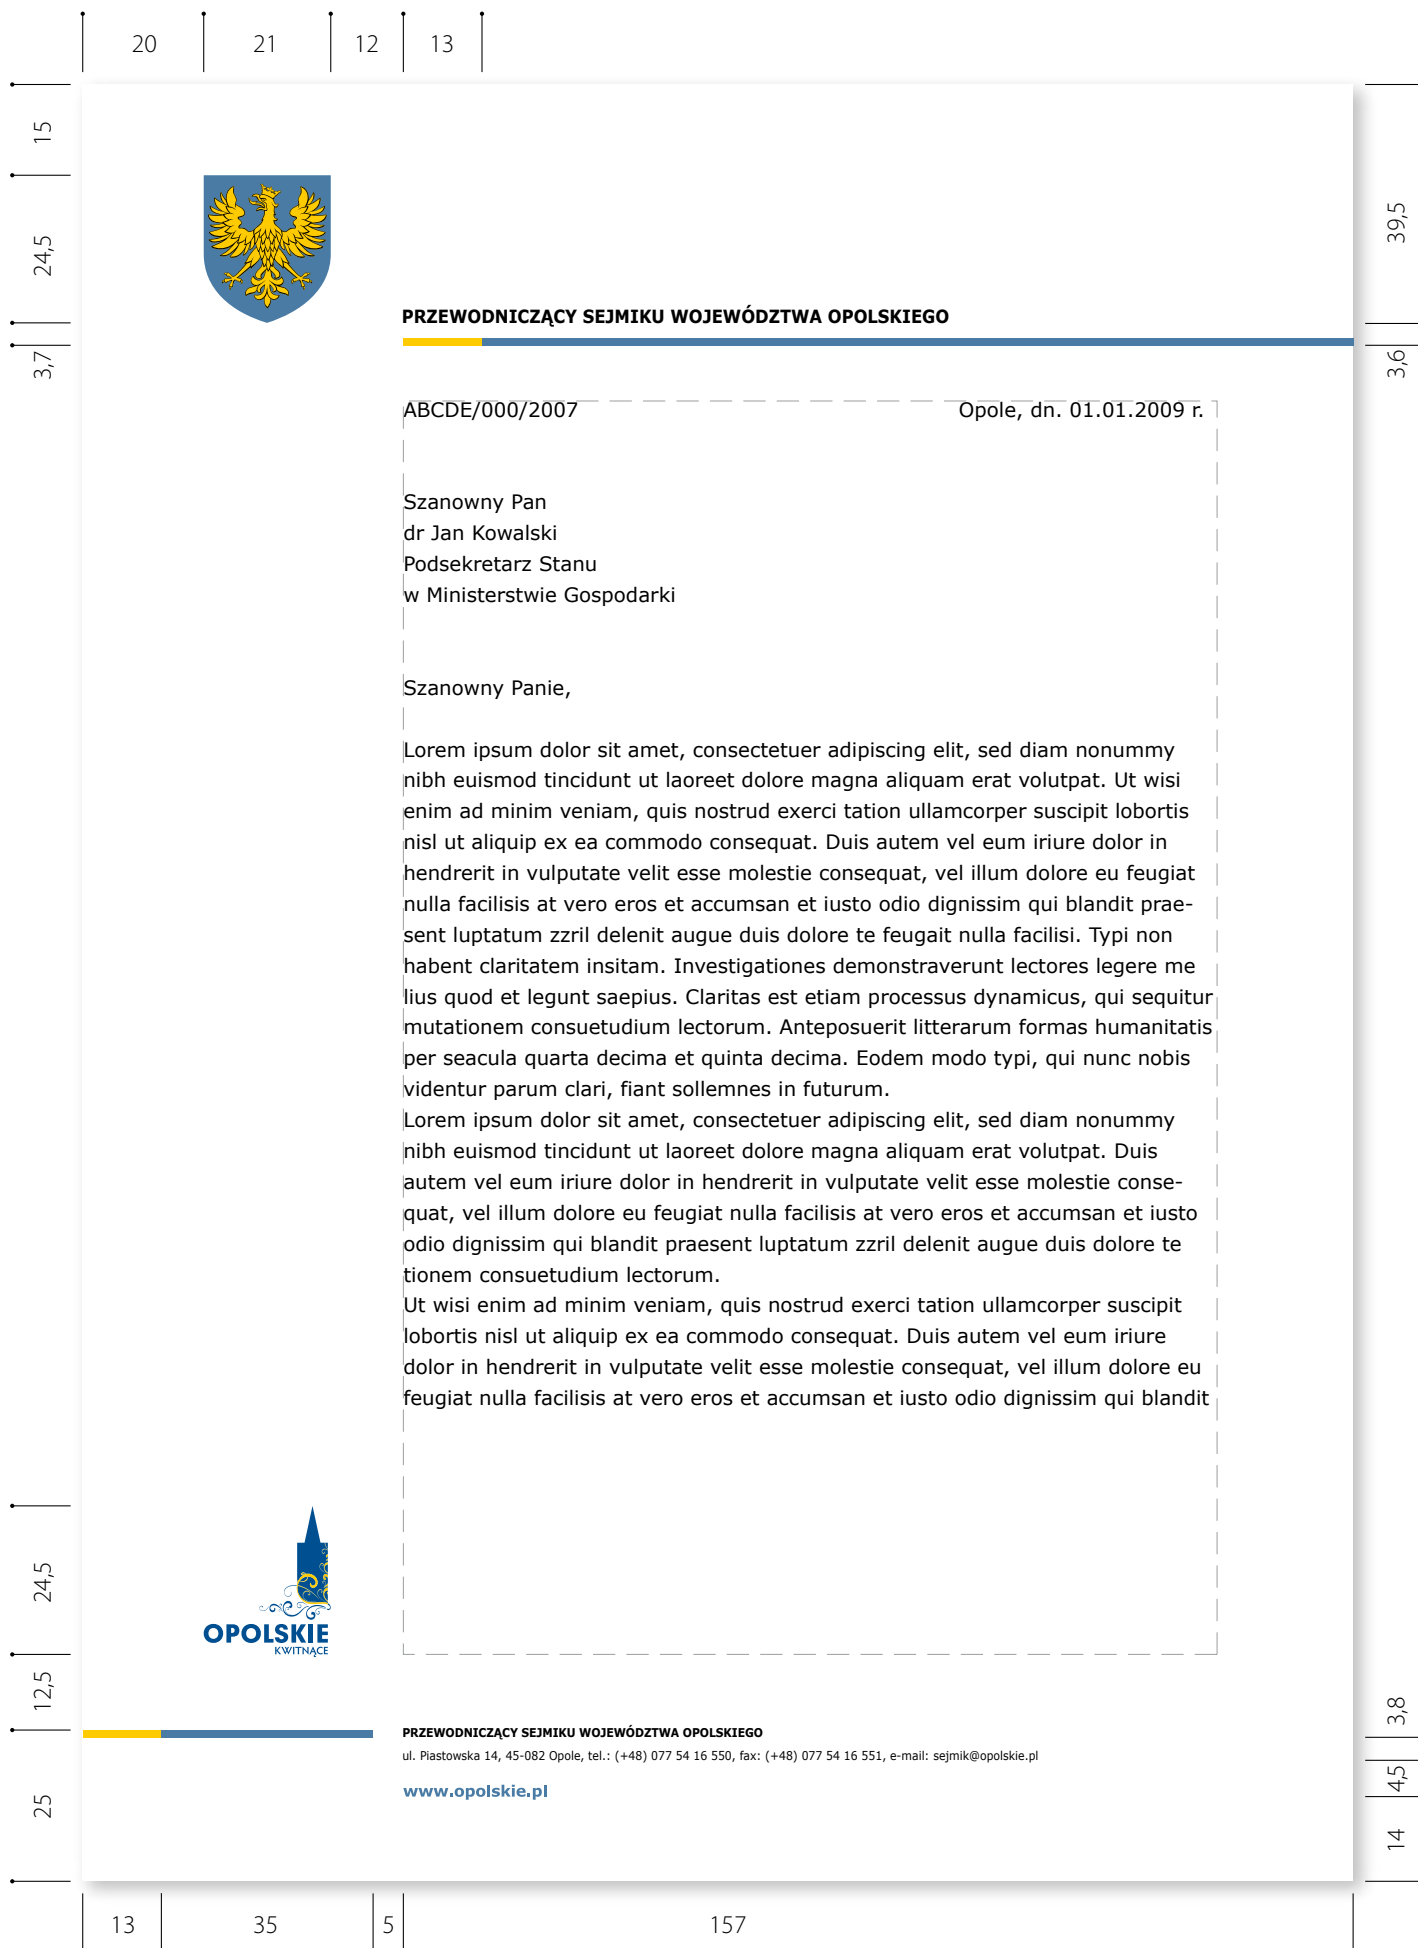 20 21 12 13
15
24,5
39,5
PRZEWODNICZĄCY SEJMIKU WOJEWÓDZTWA OPOLSKIEGO
3,7
3,6
ABCDE/000/2007 Opole, dn. 01.01.2009 r.
Szanowny Pan
dr Jan Kowalski
Podsekretarz Stanu
w Ministerstwie Gospodarki
Szanowny Panie,
Lorem ipsum dolor sit amet, consectetuer adipiscing elit, sed diam nonummy
nibh euismod tincidunt ut laoreet dolore magna aliquam erat volutpat. Ut wisi
enim ad minim veniam, quis nostrud exerci tation ullamcorper suscipit lobortis
nisl ut aliquip ex ea commodo consequat. Duis autem vel eum iriure dolor in
hendrerit in vulputate velit esse molestie consequat, vel illum dolore eu feugiat
nulla facilisis at vero eros et accumsan et iusto odio dignissim qui blandit prae-
sent luptatum zzril delenit augue duis dolore te feugait nulla facilisi. Typi non
habent claritatem insitam. Investigationes demonstraverunt lectores legere me
lius quod et legunt saepius. Claritas est etiam processus dynamicus, qui sequitur
mutationem consuetudium lectorum. Anteposuerit litterarum formas humanitatis
per seacula quarta decima et quinta decima. Eodem modo typi, qui nunc nobis
videntur parum clari, fiant sollemnes in futurum.
Lorem ipsum dolor sit amet, consectetuer adipiscing elit, sed diam nonummy
nibh euismod tincidunt ut laoreet dolore magna aliquam erat volutpat. Duis
autem vel eum iriure dolor in hendrerit in vulputate velit esse molestie conse-
quat, vel illum dolore eu feugiat nulla facilisis at vero eros et accumsan et iusto
odio dignissim qui blandit praesent luptatum zzril delenit augue duis dolore te
tionem consuetudium lectorum.
Ut wisi enim ad minim veniam, quis nostrud exerci tation ullamcorper suscipit
lobortis nisl ut aliquip ex ea commodo consequat. Duis autem vel eum iriure
dolor in hendrerit in vulputate velit esse molestie consequat, vel illum dolore eu
feugiat nulla facilisis at vero eros et accumsan et iusto odio dignissim qui blandit
24,5
OPOLSKIE
KWITNĄCE
12,5
3,8
PRZEWODNICZĄCY SEJMIKU WOJEWÓDZTWA OPOLSKIEGO
ul. Piastowska 14, 45-082 Opole, tel.: (+48) 077 54 16 550, fax: (+48) 077 54 16 551, e-mail: sejmik@opolskie.pl
www.opolskie.pl
4,5
25
14
13 35 5 157